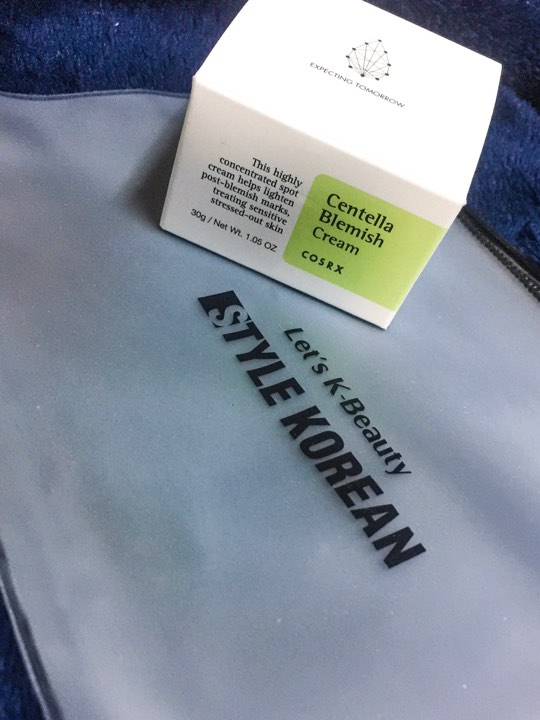 EXPECTING TOMORROW
This highly
concentrated spot
cream helps lighten
post-blemish marks,
treating sensitive
stressed-out skin
30g / Net Wt. 1.05 OZ
Centella
Blemish
Cream
COSRX
Let's K-Beauty
STYLE KOREAN